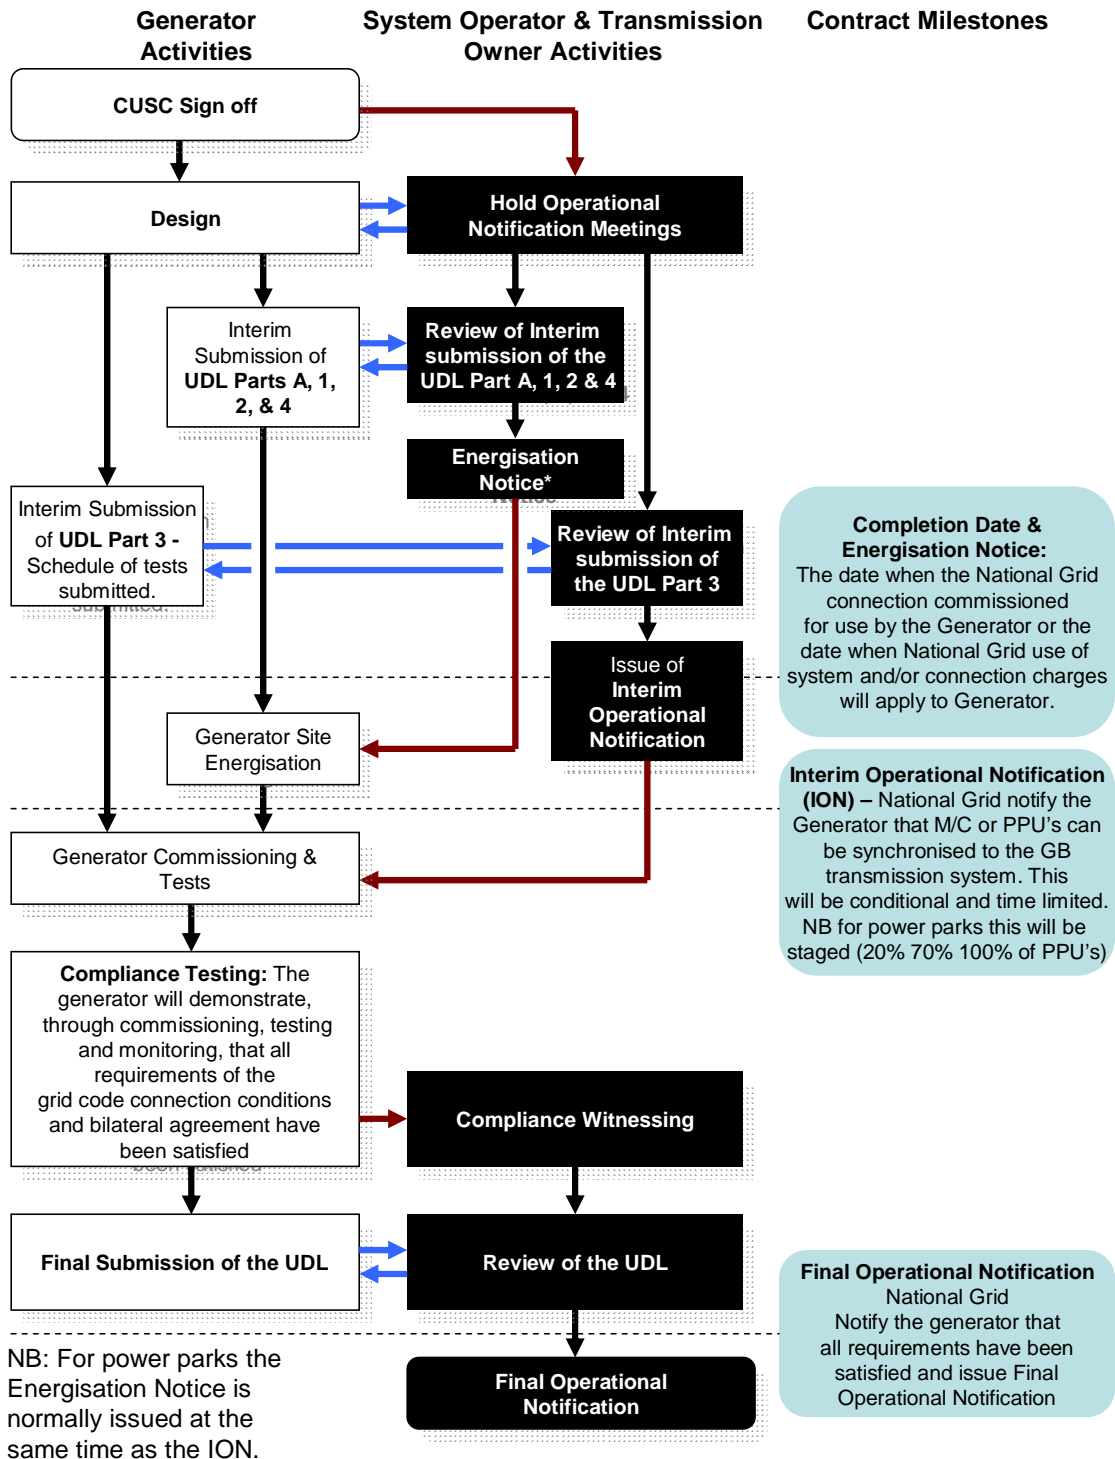 Generator
Activities
System Operator & Transmission
Owner Activities
Contract Milestones
CUSC Sign off
Design
Hold Operational
Notification Meetings
Interim
Submission of
UDL Parts A, 1,
2, & 4
Review of Interim
submission of the
UDL Part A, 1, 2 & 4
Energisation
Notice*
Interim Submission
of UDL Part 3 -
Schedule of tests
submitted.
Review of Interim
submission of
the UDL Part 3
Completion Date &
Energisation Notice:
The date when the National Grid
connection commissioned
for use by the Generator or the
date when National Grid use of
system and/or connection charges
will apply to Generator.
Issue of
Interim
Operational
Notification
Generator Site
Energisation
Interim Operational Notification
(ION) – National Grid notify the
Generator that M/C or PPU's can
be synchronised to the GB
transmission system. This
will be conditional and time limited.
NB for power parks this will be
staged (20% 70% 100% of PPU's)
Generator Commissioning &
Tests
Compliance Testing: The
generator will demonstrate,
through commissioning, testing
and monitoring, that all
requirements of the
grid code connection conditions
and bilateral agreement have
been satisfied
Compliance Witnessing
Final Submission of the UDL
Review of the UDL
Final Operational Notification
National Grid
Notify the generator that
all requirements have been
satisfied and issue Final
Operational Notification
Final Operational
Notification
NB: For power parks the
Energisation Notice is
normally issued at the
same time as the ION.